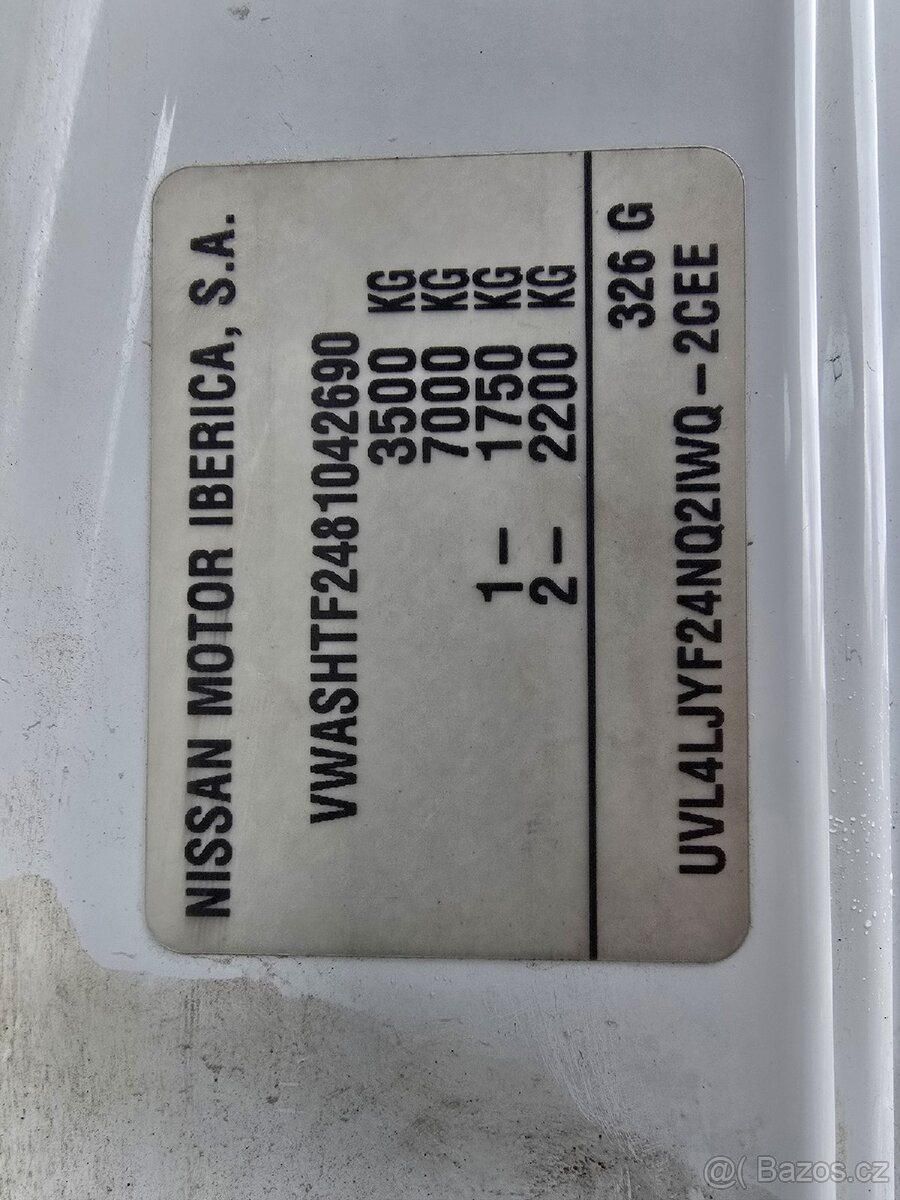 NISSAN MOTOR IBERICA, S.A.
VWASHTF2481042690
3500 KG
7000 KG
1– 1750 KG
2– 2200 KG
326 G
UVL4LJYF24NQ2IWQ–2CEE
@( Bazos.cz